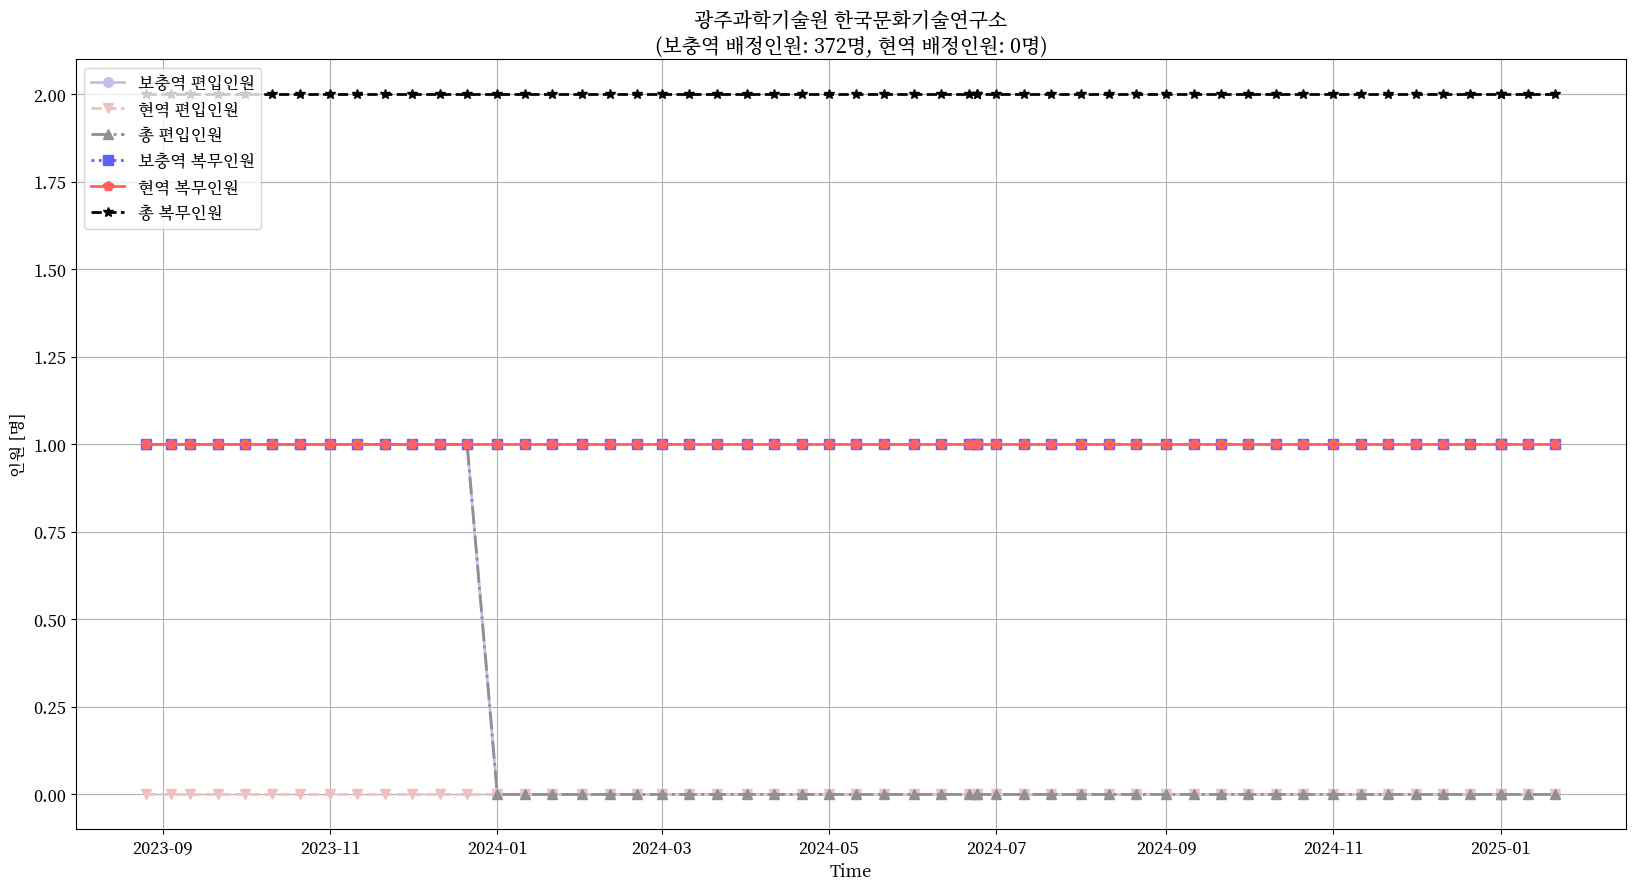 광주과학기술원 한국문화기술연구소
(보충역 배정인원: 372명, 현역 배정인원: 0명)
보충역 편입인원
현역 편입인원
총 편입인원
보충역 복무인원
현역 복무인원
총 복무인원
2.00
1.75
1.50
1.25
1.00
0.75
0.50
0.25
0.00
인원 [명]
2023-09
2023-11
2024-01
2024-03
2024-05
2024-07
2024-09
2024-11
2025-01
Time